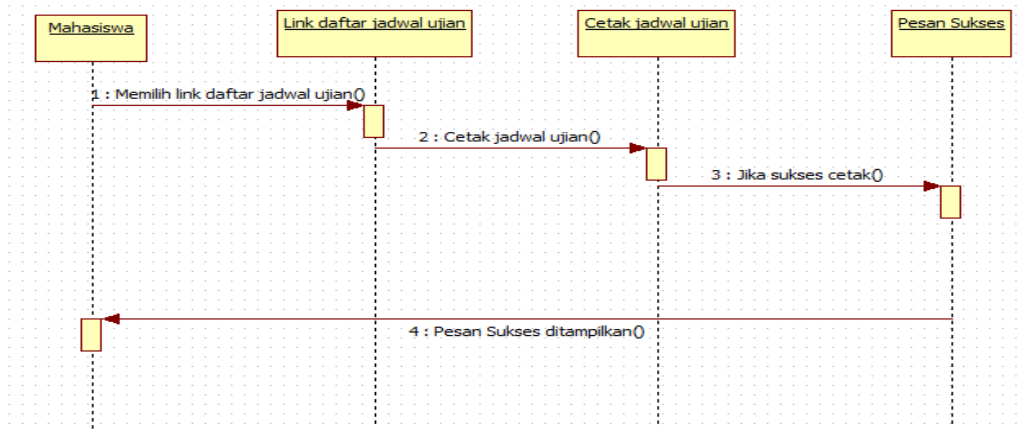 Mahasiswa
Link daftar jadwal ujian
Cetak jadwal ujian
Pesan Sukses
1 : Memilih link daftar jadwal ujian()
2 : Cetak jadwal ujian()
3 : Jika sukses cetak()
4 : Pesan Sukses ditampilkan()